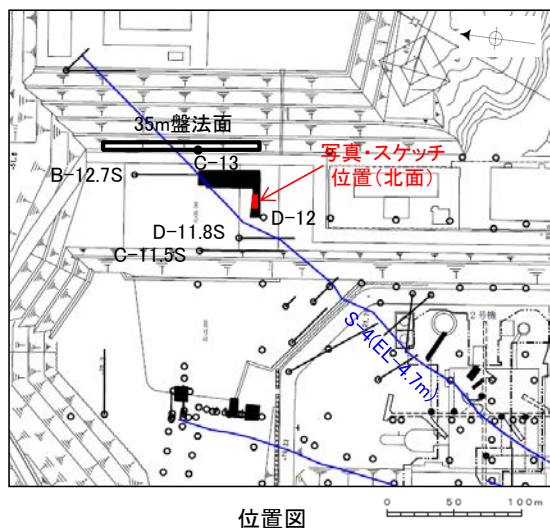 35m盤法面
C-13
写真・スケッチ
位置(北面)
B-12.7S
D-12
D-11.8S
C-11.5S
S-4(EL-4.7m)
2号機
位置図
0 50 100m